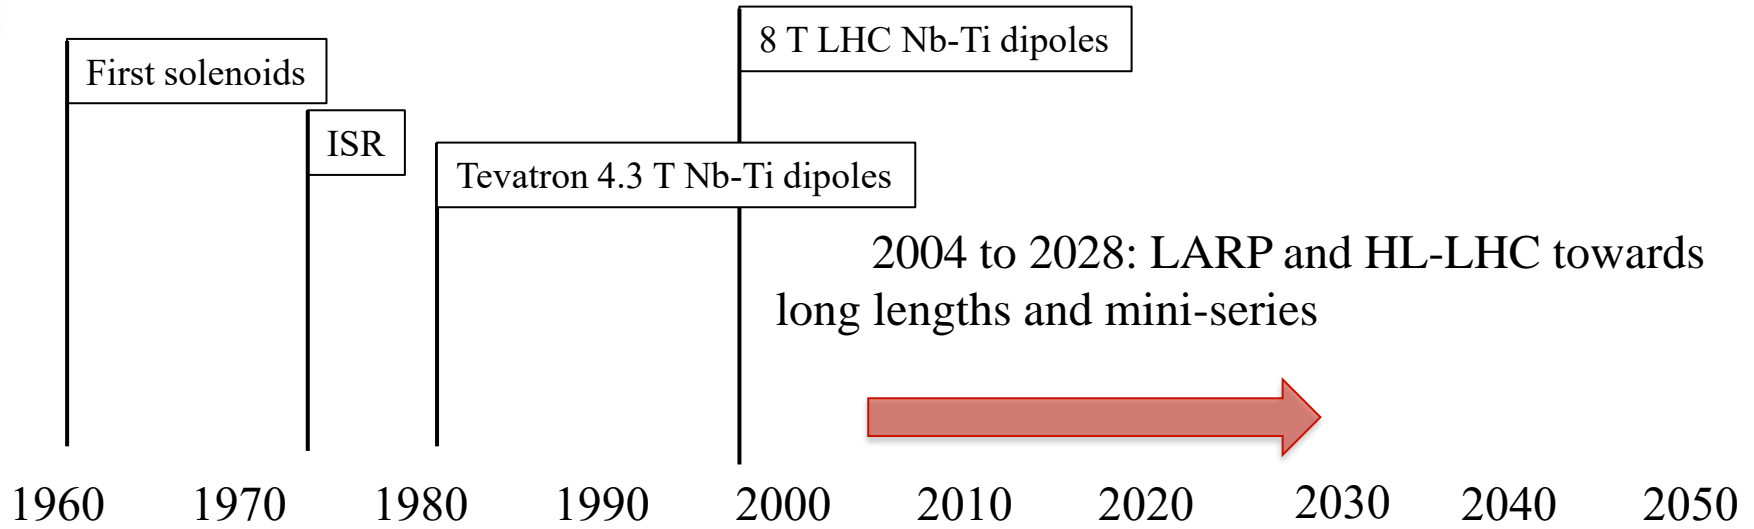 First solenoids
8 T LHC Nb-Ti dipoles
ISR
Tevatron 4.3 T Nb-Ti dipoles
2004 to 2028: LARP and HL-LHC towards
long lengths and mini-series
1960 1970 1980 1990 2000 2010 2020 2030 2040 2050